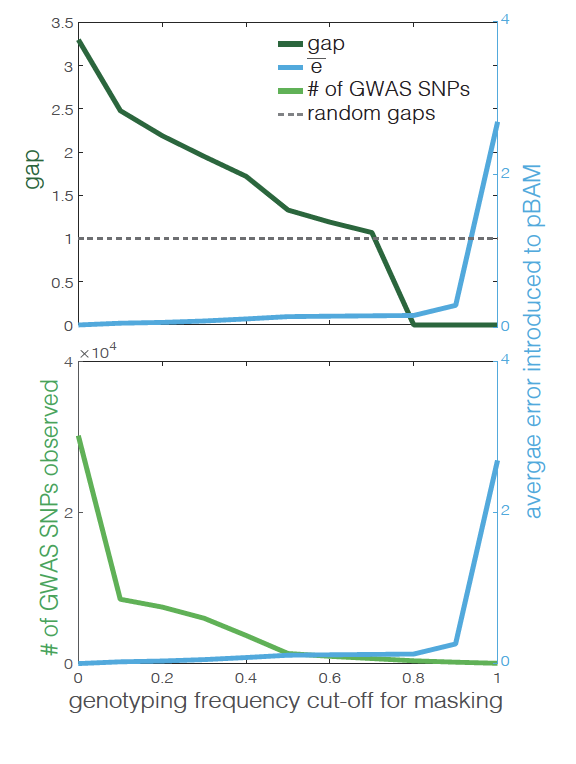 3.5
3
2.5
2
1.5
1
0.5
0
gap
4
2
0
gap
e
# of GWAS SNPs
random gaps
×10⁴
4
2
0
# of GWAS SNPs observed
4
2
0
avergae error introduced to pBAM
0 0.2 0.4 0.6 0.8 1
genotyping frequency cut-off for masking